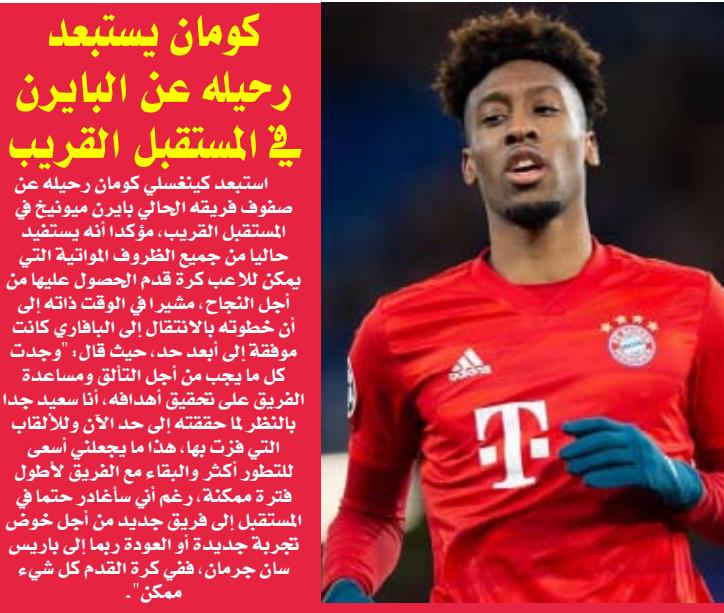 كومان يستبعد
رحيله عن البايرن
في المستقبل القريب
استبعد كينغسلي كومان رحيله عن
صفوف فريقه الحالي بايرن ميونيخ في
المستقبل القريب، مؤكدا أنه يستفيد
حاليا من جميع الظروف المواتية التي
يمكن للاعب كرة قدم الحصول عليها من
أجل النجاح، مشيرا في الوقت ذاته إلى
أن خطوته بالانتقال إلى البافاري كانت
موفقة إلى أبعد حد، حيث قال: "وجدت
كل ما يجب من أجل التألق ومساعدة
الفريق على تحقيق أهدافه، أنا سعيد جدا
بالنظر لما حققته إلى حد الآن وللألقاب
التي فزت بها، هذا ما يجعلني أسعى
للتطور أكثر والبقاء مع الفريق لأطول
فترة ممكنة، رغم أني سأغادر حتما في
المستقبل إلى فريق جديد من أجل خوض
تجربة جديدة أو العودة ربما إلى باريس
سان جرمان، ففي كرة القدم كل شيء
ممكن".
adidas
T